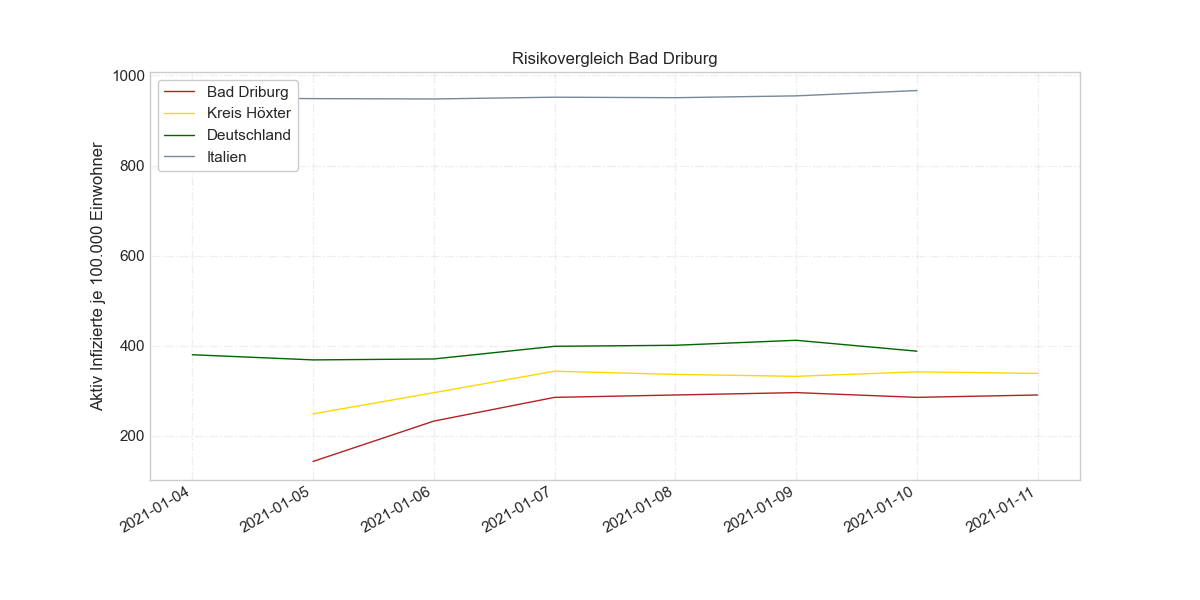 Risikovergleich Bad Driburg
Aktiv Infizierte je 100.000 Einwohner
1000
800
600
400
200
Bad Driburg
Kreis Höxter
Deutschland
Italien
2021-01-04
2021-01-05
2021-01-06
2021-01-07
2021-01-08
2021-01-09
2021-01-10
2021-01-11